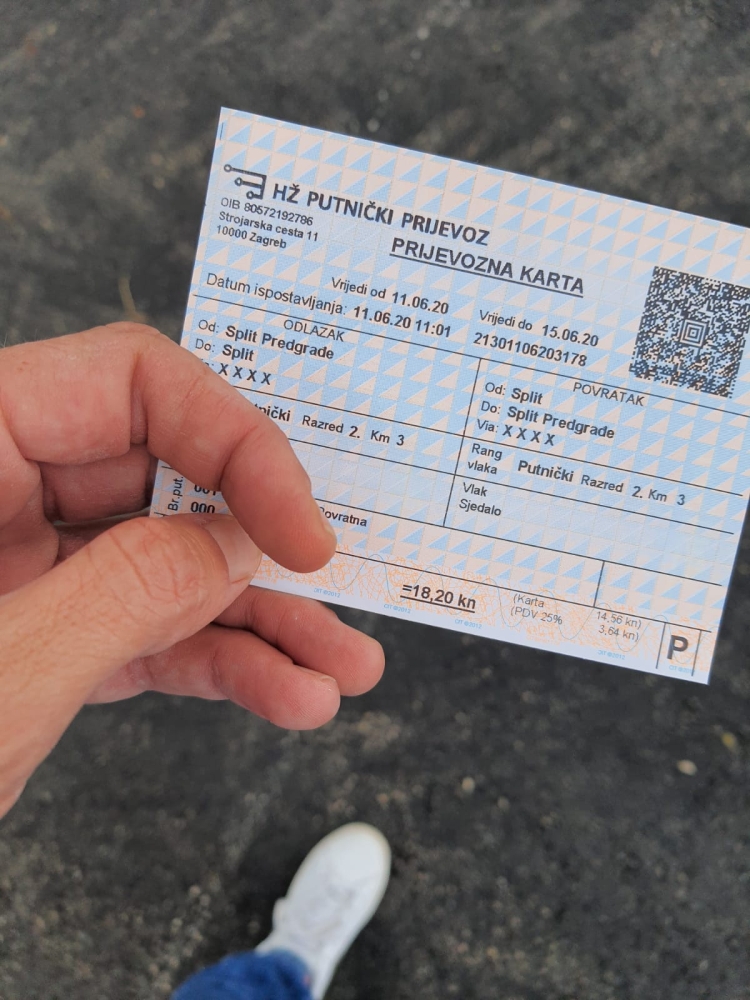 HŽ PUTNIČKI PRIJEVOZ
OIB 80572192786
Strojarska cesta 11
10000 Zagreb
PRIJEVOZNA KARTA
Vrijedi od 11.06.20 Vrijedi do 15.06.20
Datum ispostavljanja: 11.06.20 11:01 21301106203178
ODLAZAK
Od: Split Predgrađe
Do: Split
X X X X
Razred 2. Km 3
POVRATAK
Od: Split
Do: Split Predgrađe
Via: X X X X
Rang
vlaka Putnički Razred 2. Km 3
Vlak
Sjedalo
Br.put.
001
000
Povratna
=18,20 kn
(Karta 14,56 kn)
(PDV 25% 3,64 kn)
P